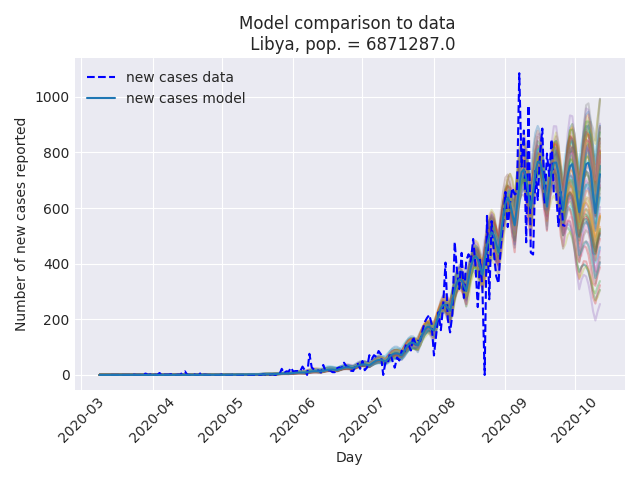 Model comparison to data
Libya, pop. = 6871287.0
new cases data
new cases model
Number of new cases reported
1000
800
600
400
200
0
2020-03
2020-04
2020-05
2020-06
2020-07
2020-08
2020-09
2020-10
Day